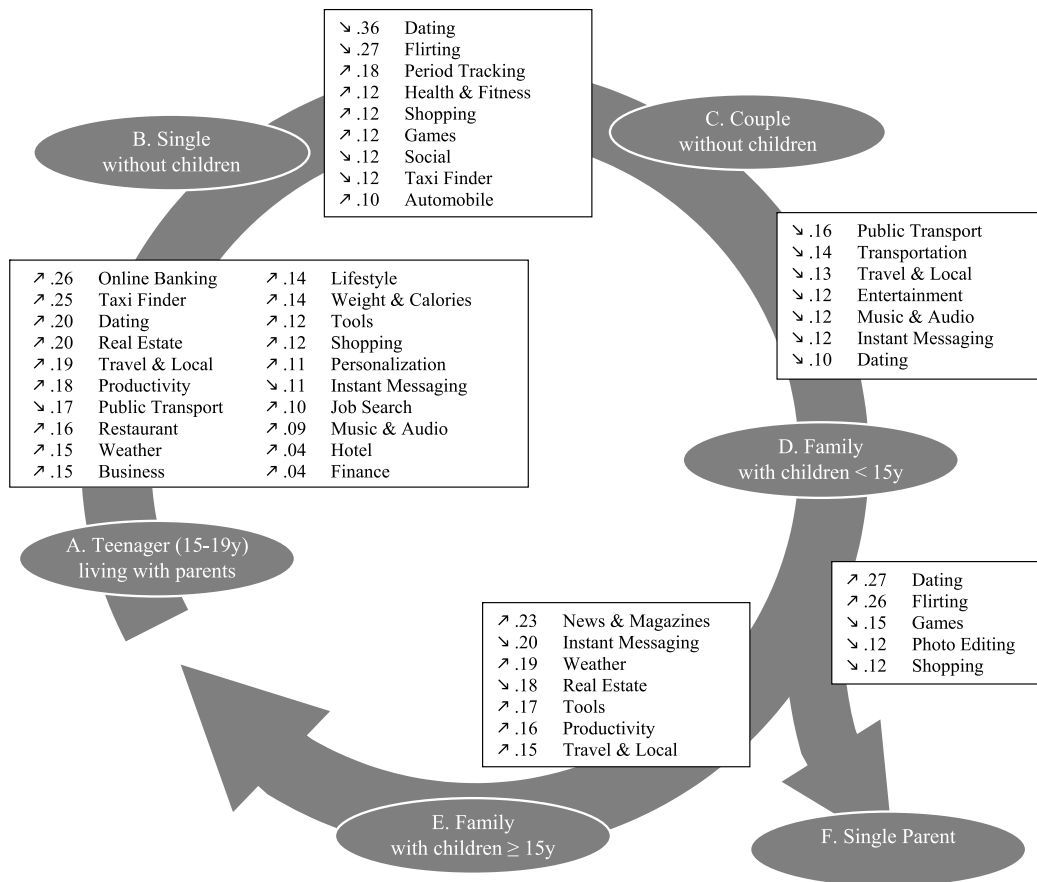 ↘ .36 Dating
↘ .27 Flirting
↗ .18 Period Tracking
↗ .12 Health & Fitness
↗ .12 Shopping
↗ .12 Games
↘ .12 Social
↘ .12 Taxi Finder
↗ .10 Automobile
B. Single
without children
C. Couple
without children
↘ .16 Public Transport
↘ .14 Transportation
↘ .13 Travel & Local
↘ .12 Entertainment
↘ .12 Music & Audio
↘ .12 Instant Messaging
↘ .10 Dating
↗ .26 Online Banking ↗ .14 Lifestyle
↗ .25 Taxi Finder ↗ .14 Weight & Calories
↗ .20 Dating ↗ .12 Tools
↗ .20 Real Estate ↗ .12 Shopping
↗ .19 Travel & Local ↗ .11 Personalization
↗ .18 Productivity ↘ .11 Instant Messaging
↘ .17 Public Transport ↗ .10 Job Search
↗ .16 Restaurant ↗ .09 Music & Audio
↗ .15 Weather ↗ .04 Hotel
↗ .15 Business ↗ .04 Finance
D. Family
with children < 15y
A. Teenager (15-19y)
living with parents
↗ .27 Dating
↗ .26 Flirting
↘ .15 Games
↘ .12 Photo Editing
↘ .12 Shopping
↗ .23 News & Magazines
↘ .20 Instant Messaging
↗ .19 Weather
↘ .18 Real Estate
↗ .17 Tools
↗ .16 Productivity
↗ .15 Travel & Local
E. Family
with children ≥ 15y
F. Single Parent